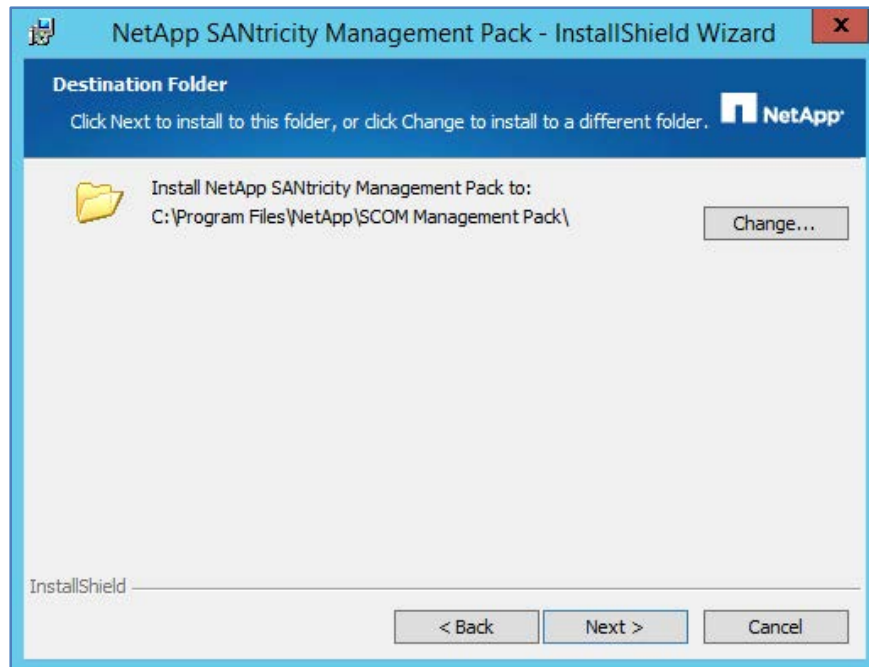 NetApp SANtricity Management Pack - InstallShield Wizard
x
Destination Folder
Click Next to install to this folder, or click Change to install to a different folder.
NetApp
Install NetApp SANtricity Management Pack to:
C:\Program Files\NetApp\SCOM Management Pack\
Change...
InstallShield
< Back
Next >
Cancel